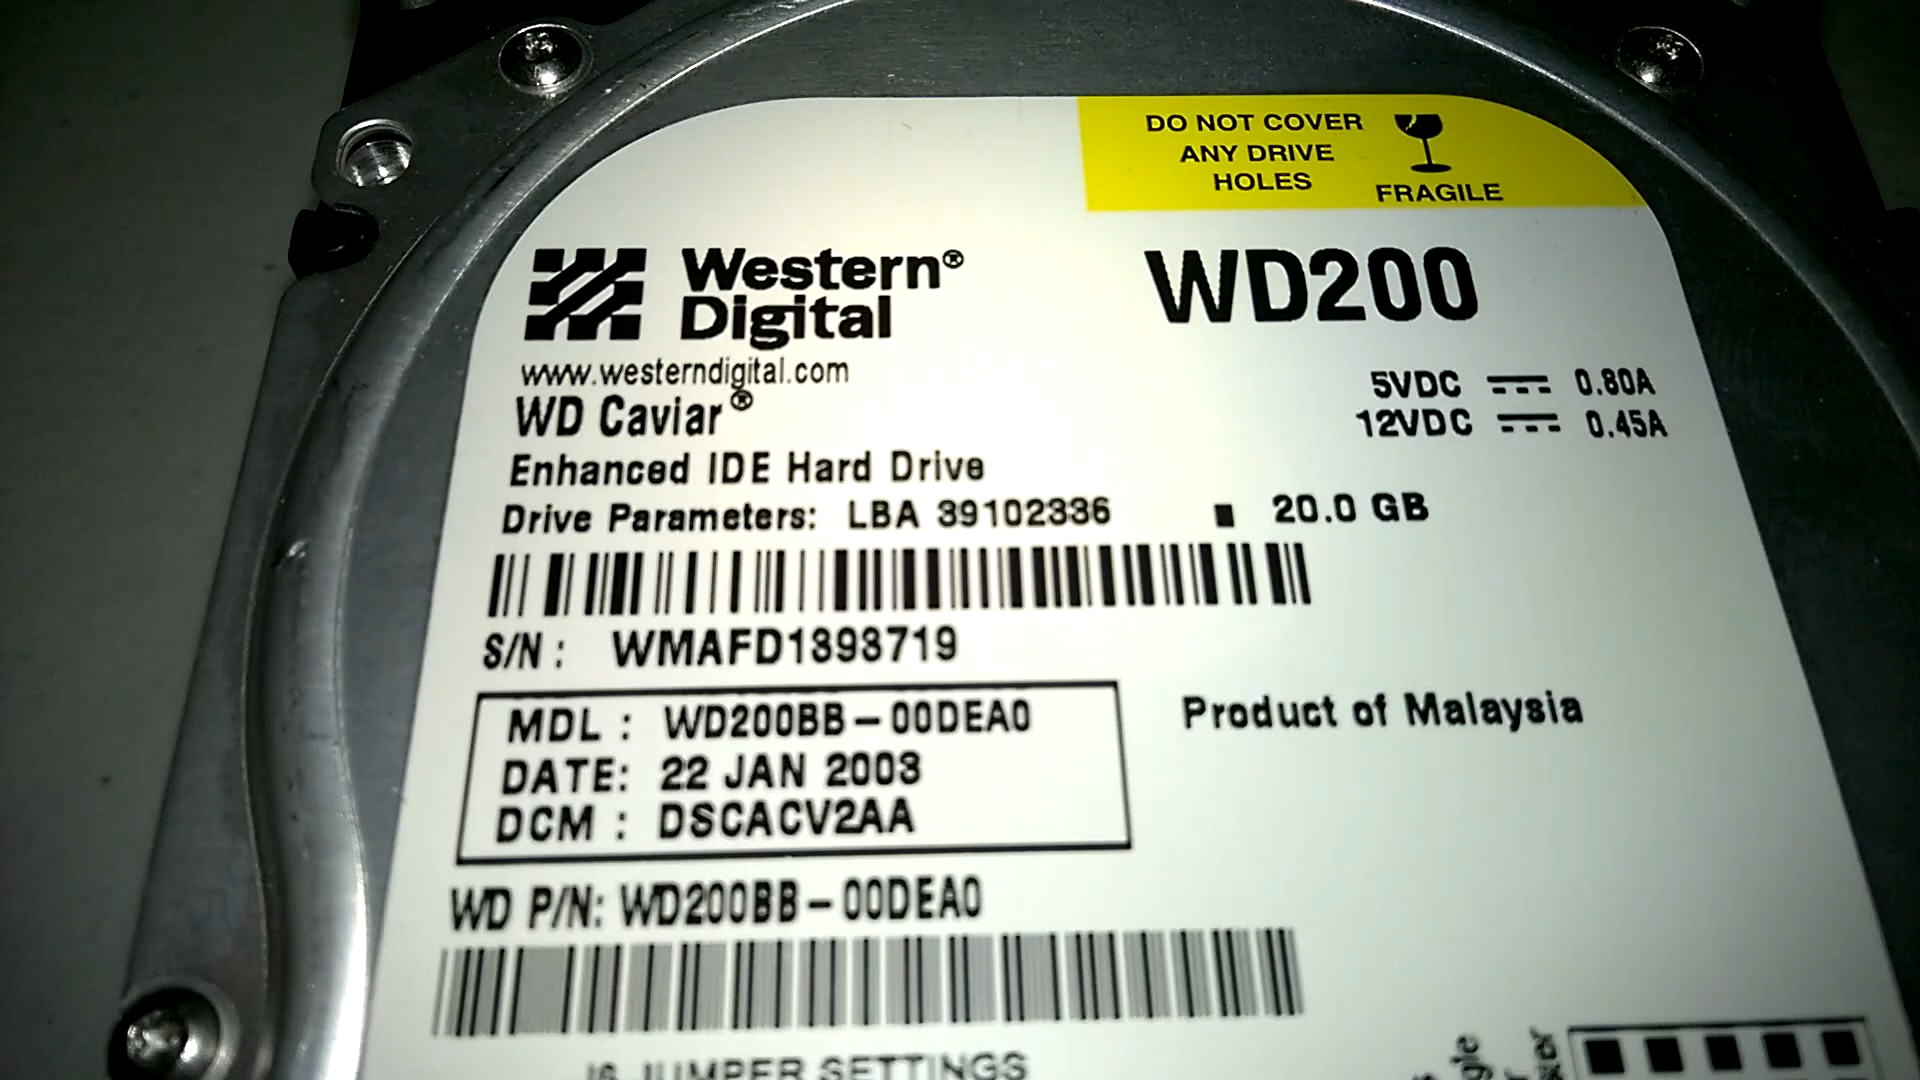 DO NOT COVER
ANY DRIVE
HOLES
FRAGILE
Western®
Digital
WD200
www.westerndigital.com
WD Caviar®
5VDC ⎓ 0.80A
12VDC ⎓ 0.45A
Enhanced IDE Hard Drive
Drive Parameters: LBA 39102336 ▪ 20.0 GB
S/N : WMAFD1393719
MDL : WD200BB-00DEA0
DATE: 22 JAN 2003
DCM : DSCACV2AA
Product of Malaysia
WD P/N: WD200BB-00DEA0
JUMPER SETTINGS